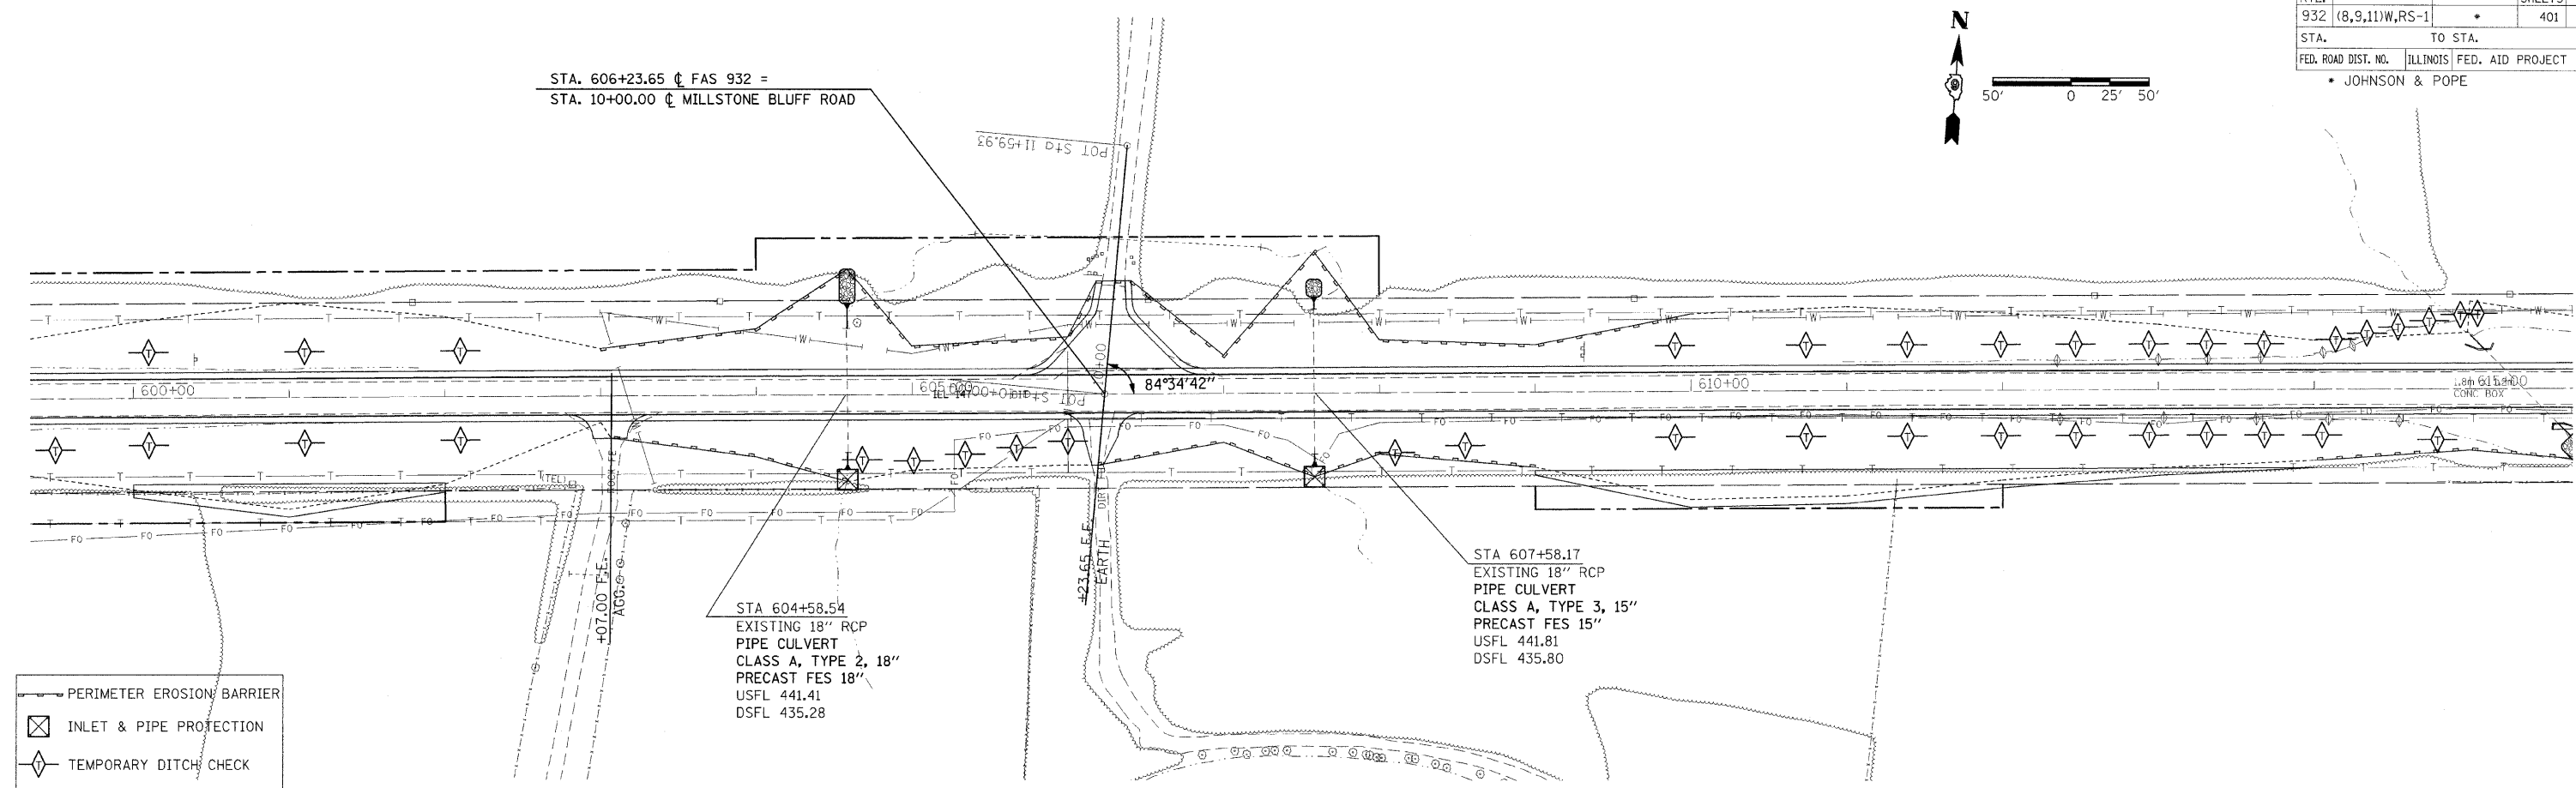 932 (8,9,11)W,RS-1 * 401
STA. TO STA.
FED. ROAD DIST. NO. ILLINOIS FED. AID PROJECT
* JOHNSON & POPE
N
50' 0 25' 50'
STA. 606+23.65 ℄ FAS 932 =
STA. 10+00.00 ℄ MILLSTONE BLUFF ROAD
POT Sta 11+59.93
84°34'42"
600+00
605+00
610+00
615+00
CONC BOX
(TEL)
+07.00 F.E.
AGG.
+23.65 F.E.
EARTH
STA 604+58.54
EXISTING 18" RCP
PIPE CULVERT
CLASS A, TYPE 2, 18"
PRECAST FES 18"
USFL 441.41
DSFL 435.28
STA 607+58.17
EXISTING 18" RCP
PIPE CULVERT
CLASS A, TYPE 3, 15"
PRECAST FES 15"
USFL 441.81
DSFL 435.80
PERIMETER EROSION BARRIER
INLET & PIPE PROTECTION
T TEMPORARY DITCH CHECK